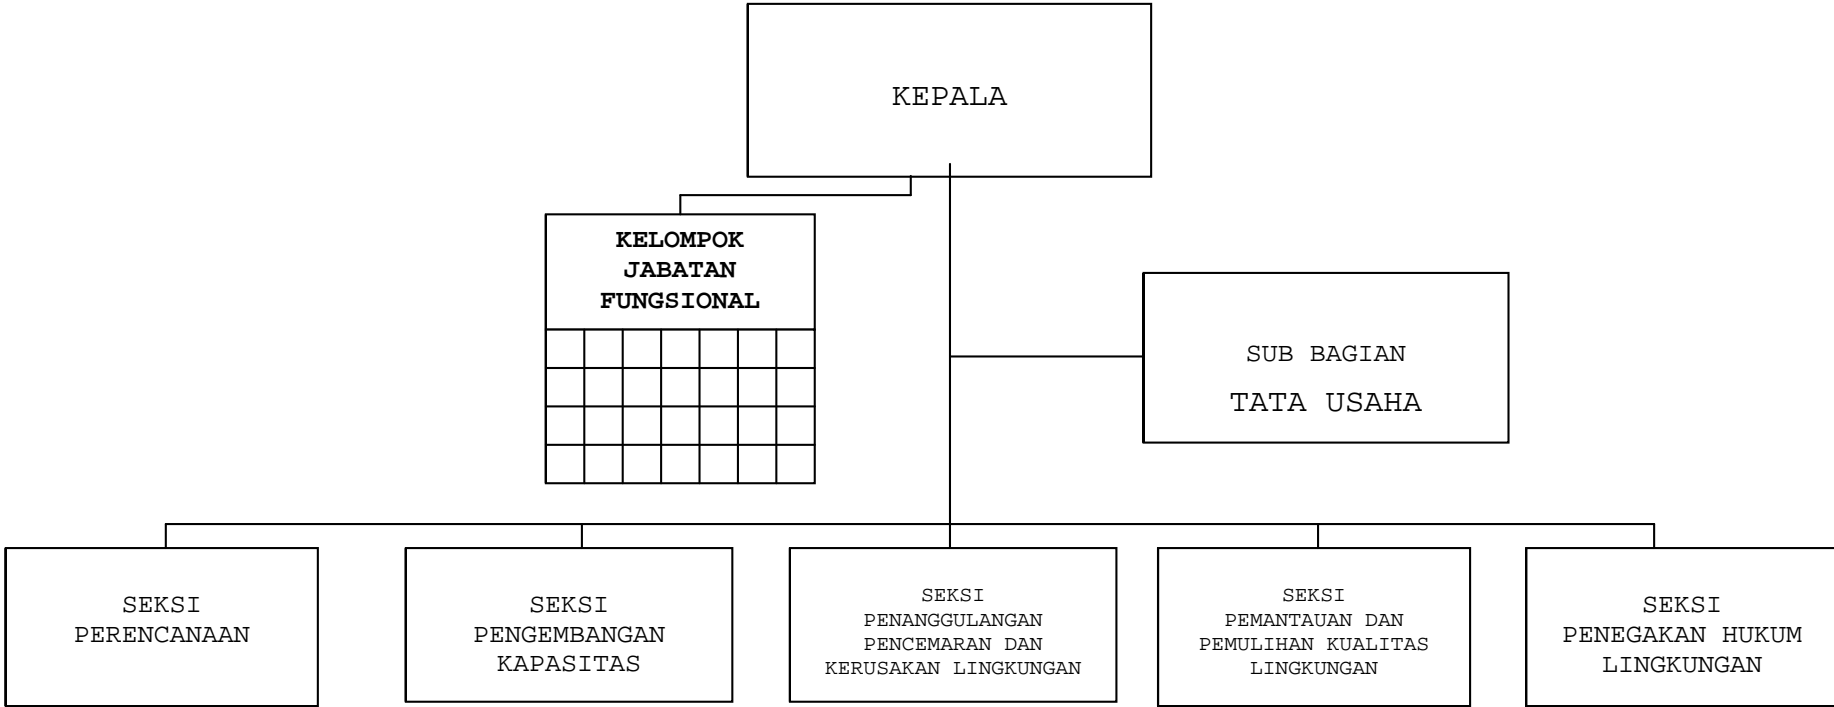 KEPALA
KELOMPOK
JABATAN
FUNGSIONAL
SUB BAGIAN
TATA USAHA
SEKSI
PERENCANAAN
SEKSI
PENGEMBANGAN
KAPASITAS
SEKSI
PENANGGULANGAN
PENCEMARAN DAN
KERUSAKAN LINGKUNGAN
SEKSI
PEMANTAUAN DAN
PEMULIHAN KUALITAS
LINGKUNGAN
SEKSI
PENEGAKAN HUKUM
LINGKUNGAN